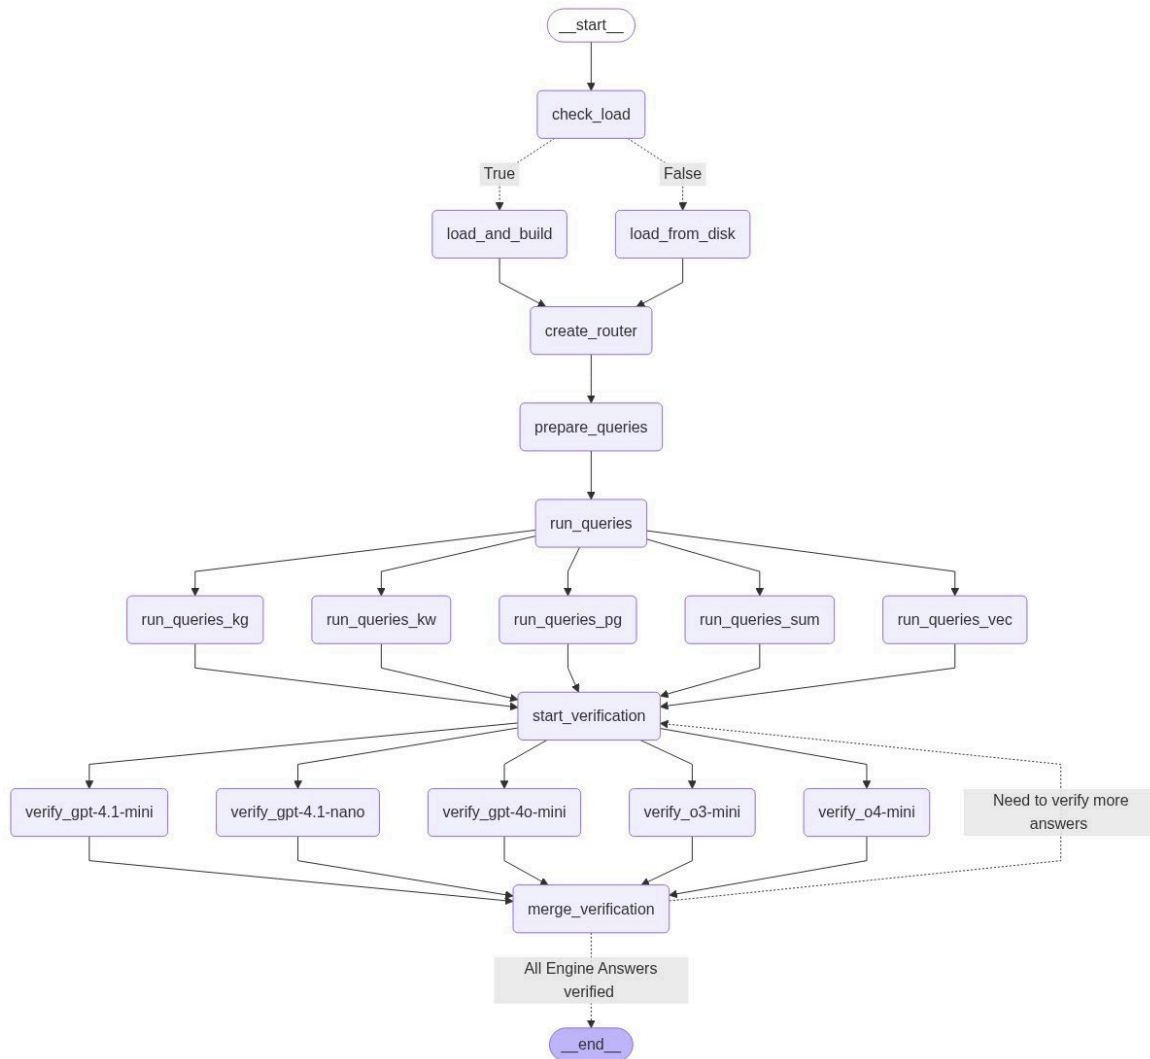 __start__
check_load
True
False
load_and_build
load_from_disk
create_router
prepare_queries
run_queries
run_queries_kg
run_queries_kw
run_queries_pg
run_queries_sum
run_queries_vec
start_verification
verify_gpt-4.1-mini
verify_gpt-4.1-nano
verify_gpt-4o-mini
verify_o3-mini
verify_o4-mini
Need to verify more
answers
merge_verification
All Engine Answers
verified
__end__